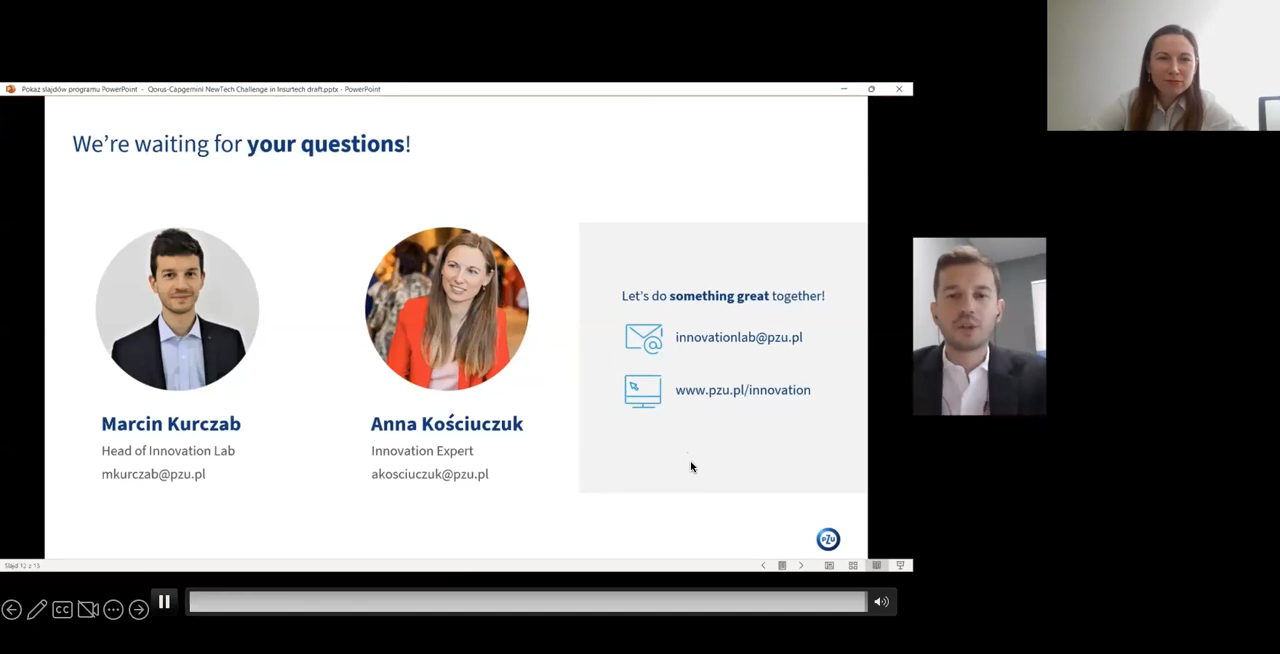 Pokaz slajdów programu PowerPoint - Qorus-Capgemini NewTech Challenge in Insurtech draft.pptx - PowerPoint
We’re waiting for your questions!
Let’s do something great together!
innovationlab@pzu.pl
www.pzu.pl/innovation
Marcin Kurczab
Head of Innovation Lab
mkurczab@pzu.pl
Anna Kościuczuk
Innovation Expert
akosciuczuk@pzu.pl
PZU
Slajd 12 z 13
CC